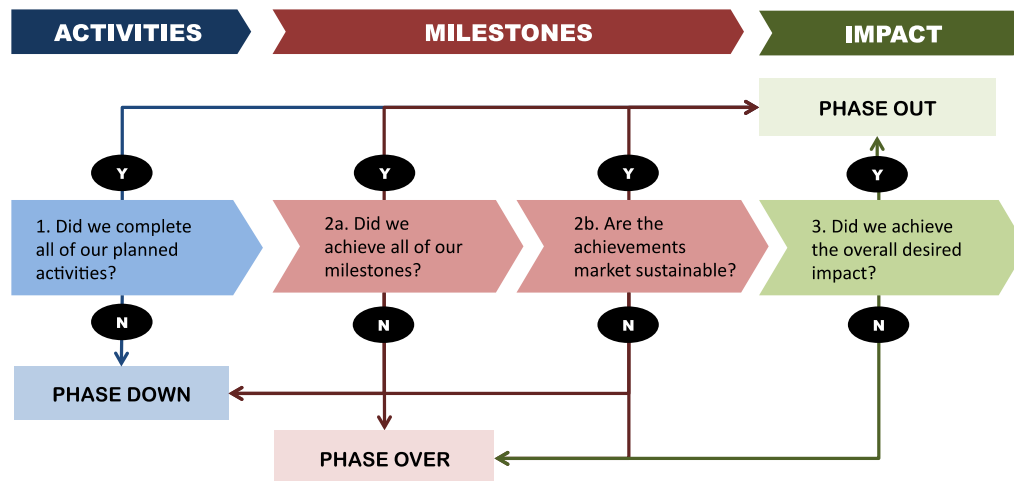 ACTIVITIES
MILESTONES
IMPACT
PHASE OUT
Y
Y
Y
Y
1. Did we complete
all of our planned
activities?
2a. Did we
achieve all of our
milestones?
2b. Are the
achievements
market sustainable?
3. Did we achieve
the overall desired
impact?
N
N
N
N
PHASE DOWN
PHASE OVER